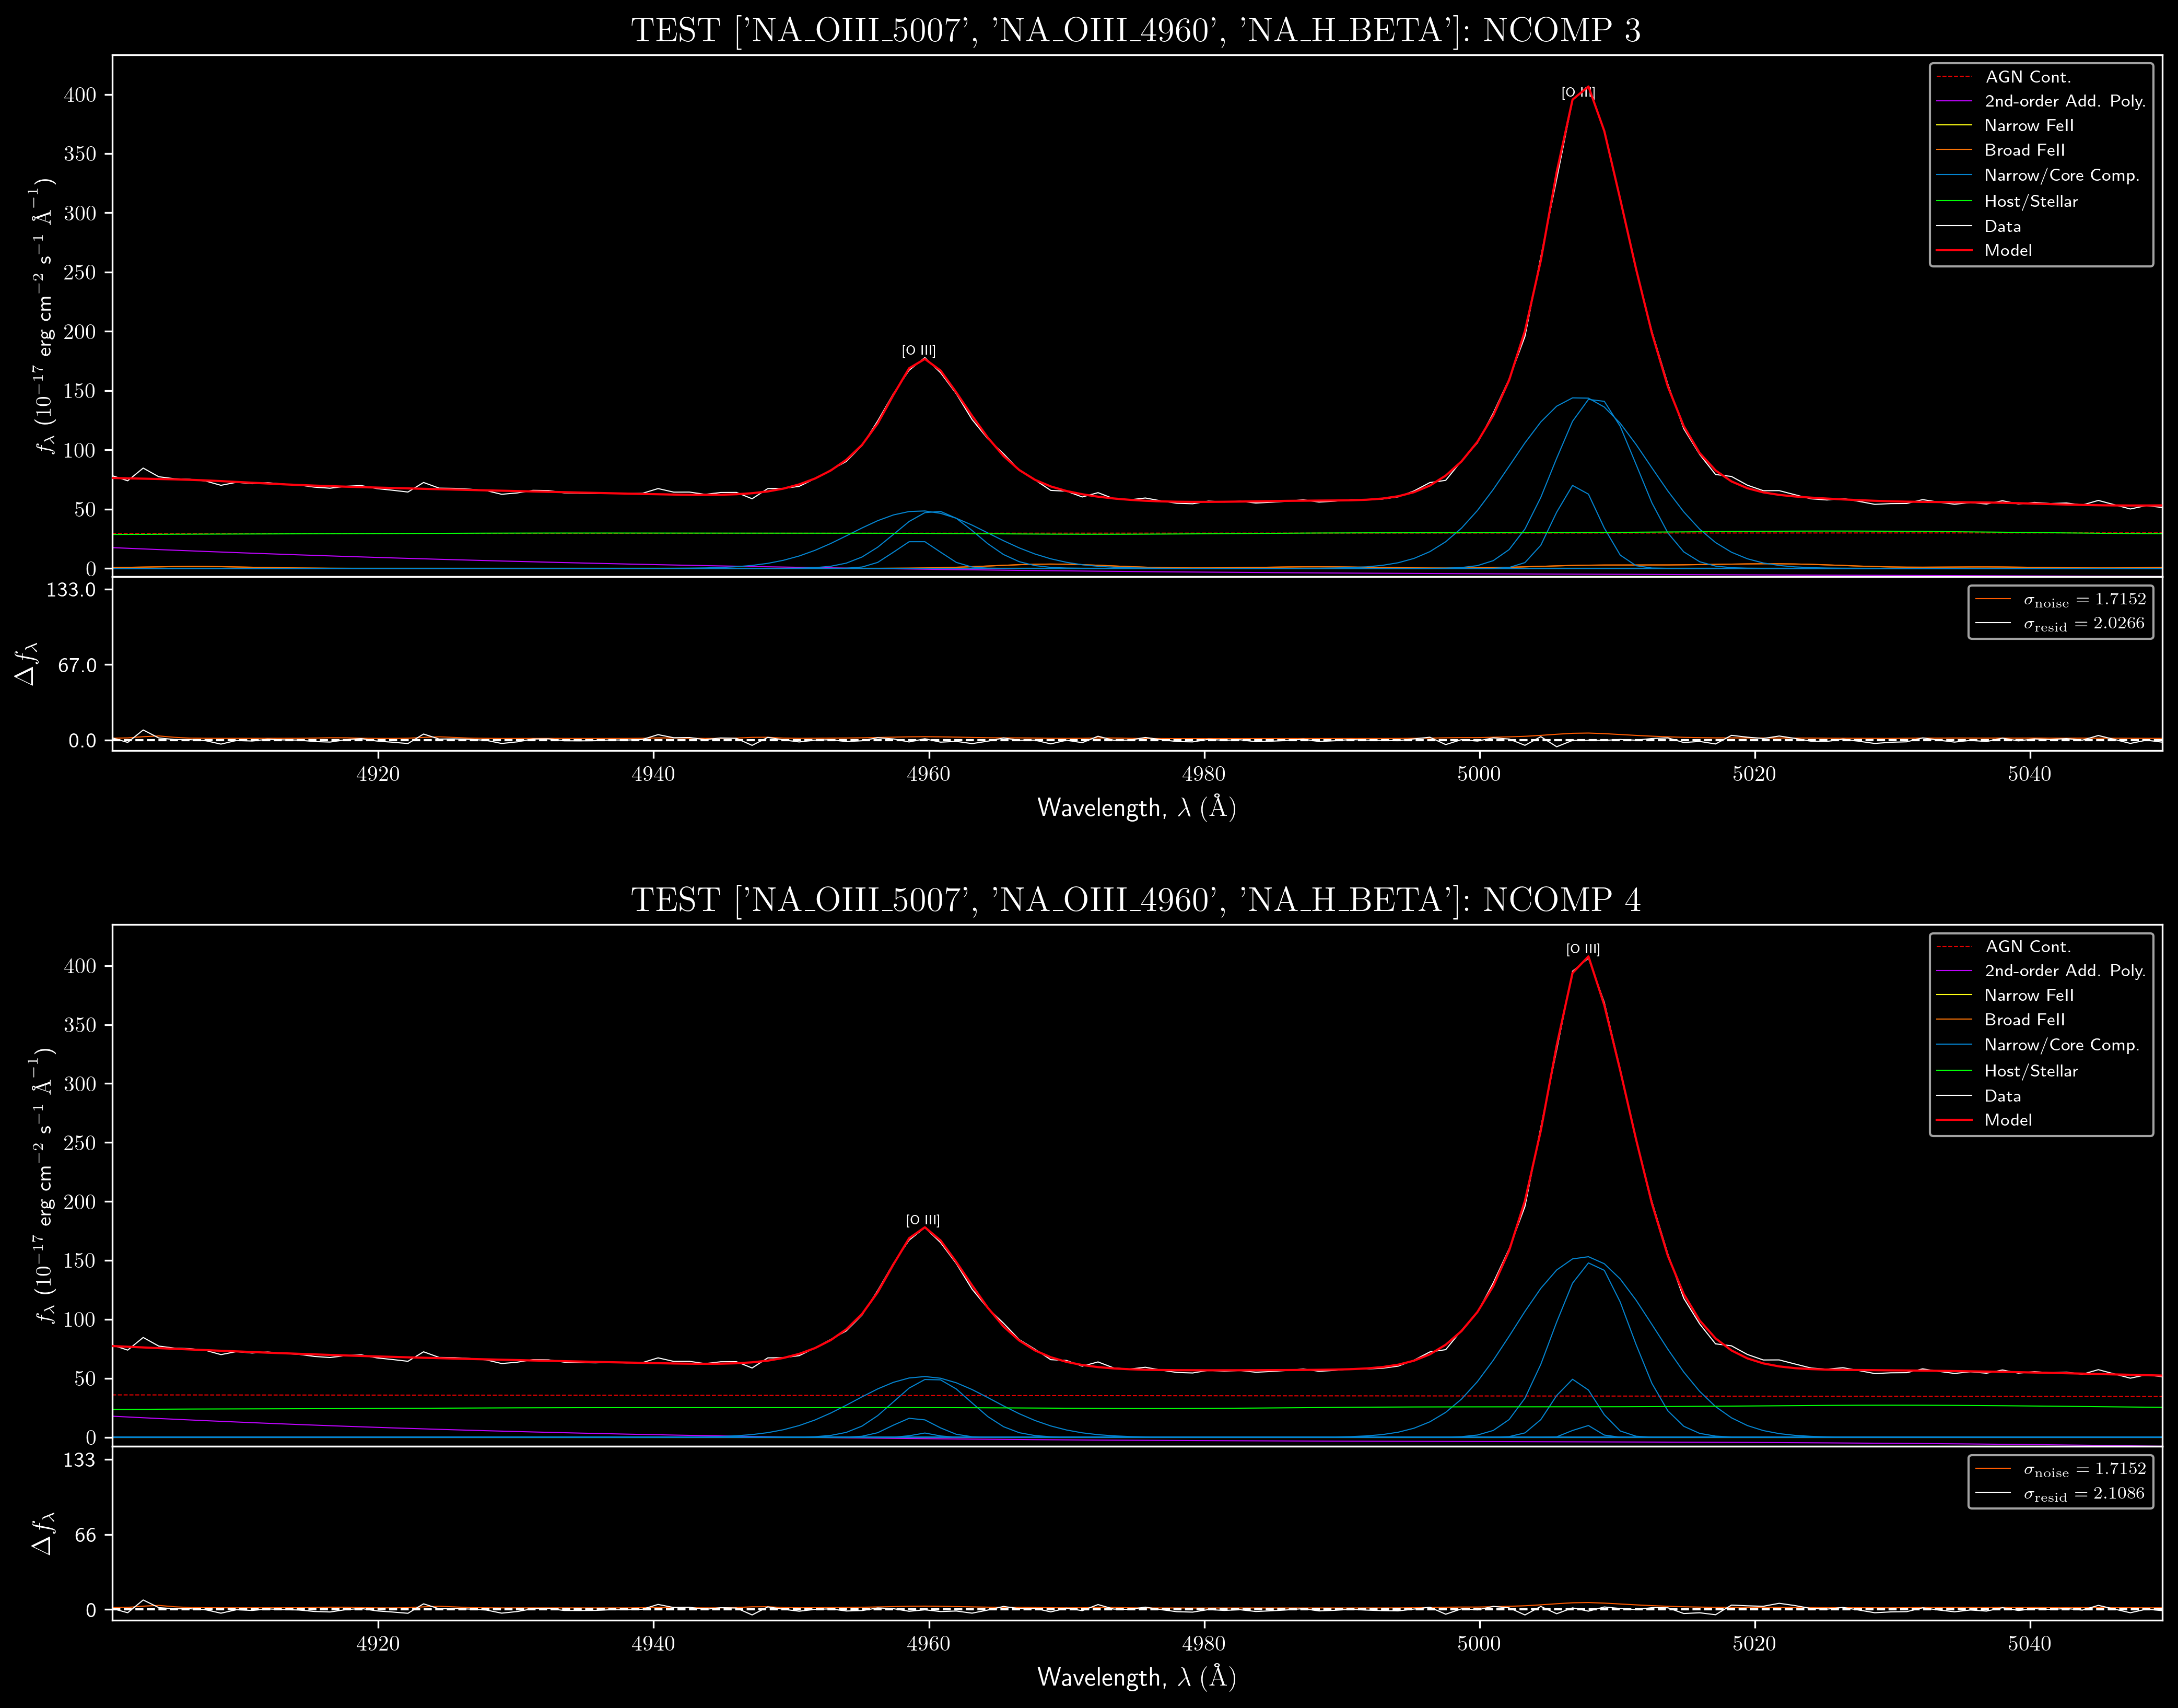 TEST ['NA_OIII_5007', 'NA_OIII_4960', 'NA_H_BETA']: NCOMP 3
400
350
300
250
200
150
100
50
0
fλ (10−17 erg cm−2 s−1 Å−1)
[O III]
[O III]
AGN Cont.
2nd-order Add. Poly.
Narrow FeII
Broad FeII
Narrow/Core Comp.
Host/Stellar
Data
Model
133.0
67.0
0.0
Δfλ
σnoise = 1.7152
σresid = 2.0266
4920 4940 4960 4980 5000 5020 5040
Wavelength, λ (Å)
TEST ['NA_OIII_5007', 'NA_OIII_4960', 'NA_H_BETA']: NCOMP 4
400
350
300
250
200
150
100
50
0
fλ (10−17 erg cm−2 s−1 Å−1)
[O III]
[O III]
AGN Cont.
2nd-order Add. Poly.
Narrow FeII
Broad FeII
Narrow/Core Comp.
Host/Stellar
Data
Model
133
66
0
Δfλ
σnoise = 1.7152
σresid = 2.1086
4920 4940 4960 4980 5000 5020 5040
Wavelength, λ (Å)